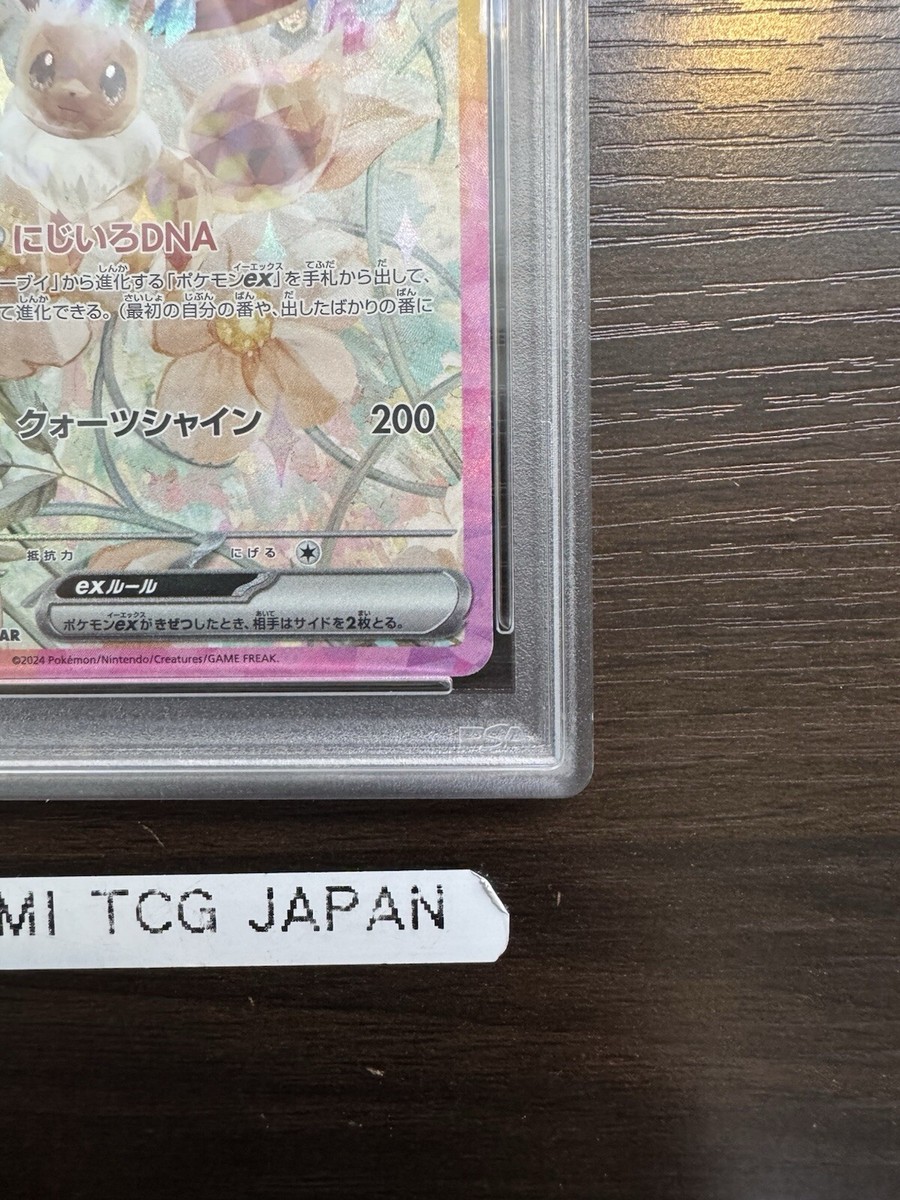 にじいろDNA
ーブイ」から進化する「ポケモンex」を手札から出して、
て進化できる。(最初の自分の番や、出したばかりの番に
クォーツシャイン 200
抵抗力 にげる
exルール
ポケモンexがきぜつしたとき、相手はサイドを2枚とる。
AR
©2024 Pokémon/Nintendo/Creatures/GAME FREAK.
PSA
MI TCG JAPAN